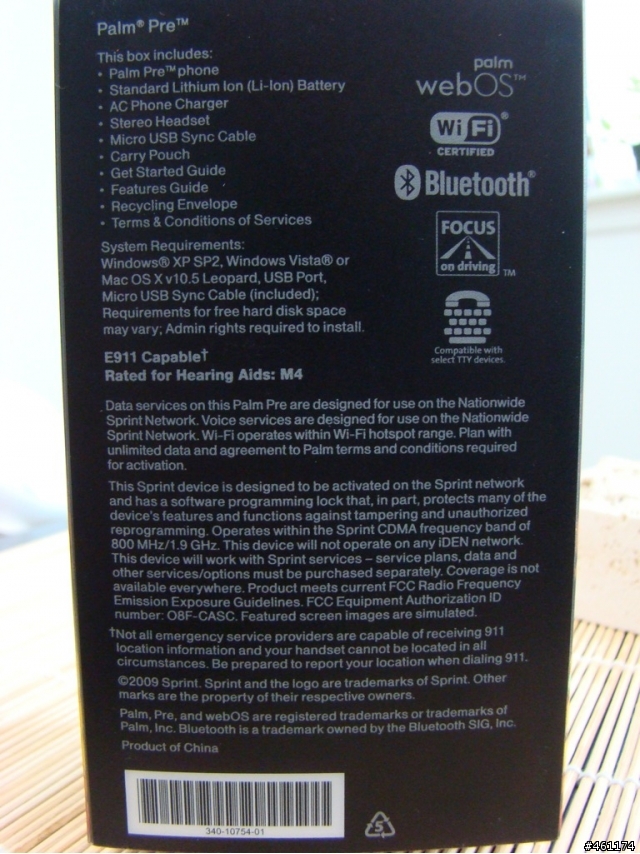 Palm® Pre™
This box includes:
• Palm Pre™ phone
• Standard Lithium Ion (Li-Ion) Battery
• AC Phone Charger
• Stereo Headset
• Micro USB Sync Cable
• Carry Pouch
• Get Started Guide
• Features Guide
• Recycling Envelope
• Terms & Conditions of Services
System Requirements:
Windows® XP SP2, Windows Vista® or
Mac OS X v10.5 Leopard, USB Port,
Micro USB Sync Cable (included);
Requirements for free hard disk space
may vary; Admin rights required to install.
E911 Capable†
Rated for Hearing Aids: M4
palm
webOS™
Wi Fi®
CERTIFIED
Bluetooth®
FOCUS
on driving™
Compatible with
select TTY devices.
Data services on this Palm Pre are designed for use on the Nationwide
Sprint Network. Voice services are designed for use on the Nationwide
Sprint Network. Wi-Fi operates within Wi-Fi hotspot range. Plan with
unlimited data and agreement to Palm terms and conditions required
for activation.
This Sprint device is designed to be activated on the Sprint network
and has a software programming lock that, in part, protects many of the
device's features and functions against tampering and unauthorized
reprogramming. Operates within the Sprint CDMA frequency band of
800 MHz/1.9 GHz. This device will not operate on any iDEN network.
This device will work with Sprint services – service plans, data and
other services/options must be purchased separately. Coverage is not
available everywhere. Product meets current FCC Radio Frequency
Emission Exposure Guidelines. FCC Equipment Authorization ID
number: O8F-CASC. Featured screen images are simulated.
†Not all emergency service providers are capable of receiving 911
location information and your handset cannot be located in all
circumstances. Be prepared to report your location when dialing 911.
©2009 Sprint. Sprint and the logo are trademarks of Sprint. Other
marks are the property of their respective owners.
Palm, Pre, and webOS are registered trademarks or trademarks of
Palm, Inc. Bluetooth is a trademark owned by the Bluetooth SIG, Inc.
Product of China
340-10754-01
5
#461174